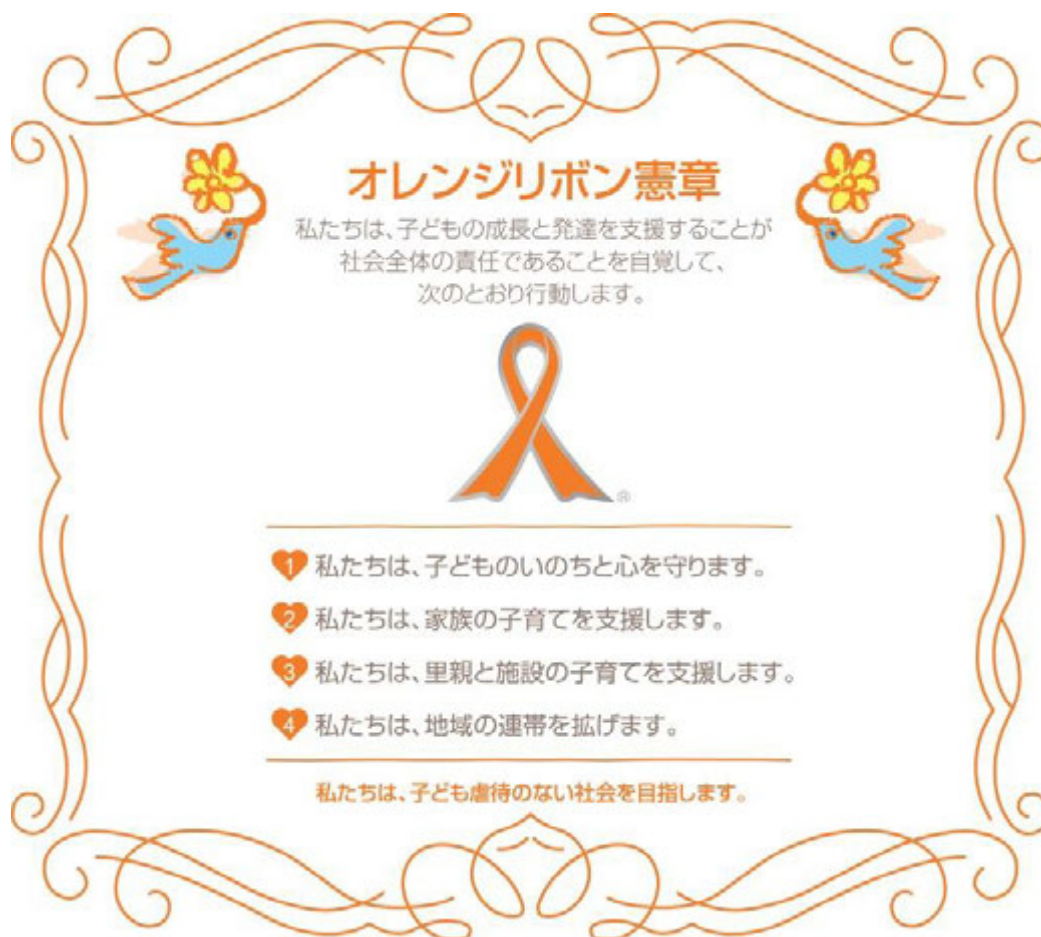 オレンジリボン憲章
私たちは、子どもの成長と発達を支援することが
社会全体の責任であることを自覚して、
次のとおり行動します。
®
1 私たちは、子どものいのちと心を守ります。
2 私たちは、家族の子育てを支援します。
3 私たちは、里親と施設の子育てを支援します。
4 私たちは、地域の連帯を拡げます。
私たちは、子ども虐待のない社会を目指します。